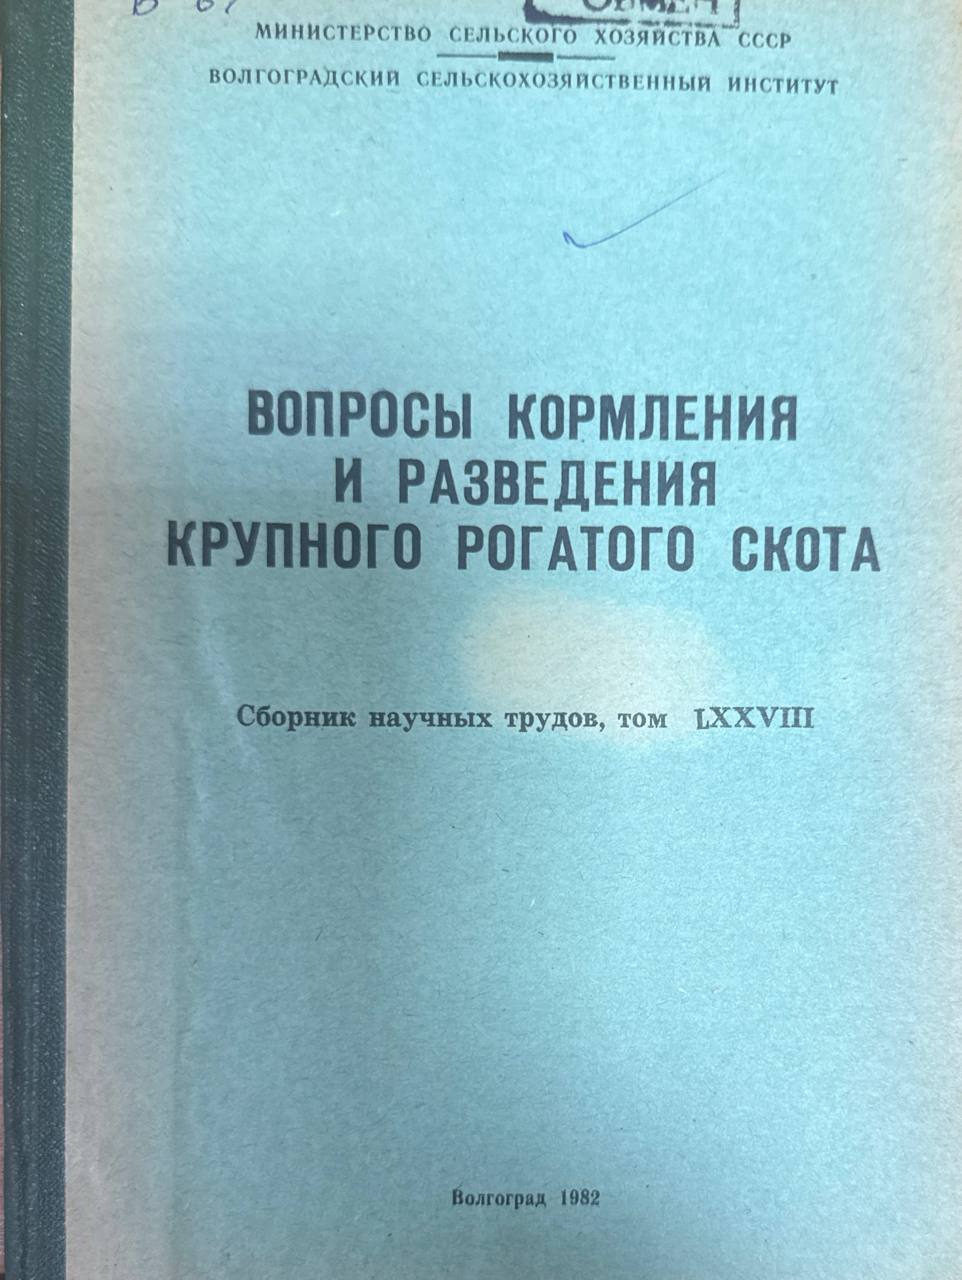 ОБМЕН
МИНИСТЕРСТВО СЕЛЬСКОГО ХОЗЯЙСТВА СССР
ВОЛГОГРАДСКИЙ СЕЛЬСКОХОЗЯЙСТВЕННЫЙ ИНСТИТУТ
ВОПРОСЫ КОРМЛЕНИЯ
И РАЗВЕДЕНИЯ
КРУПНОГО РОГАТОГО СКОТА
Сборник научных трудов, том LXXVIII
Волгоград 1982